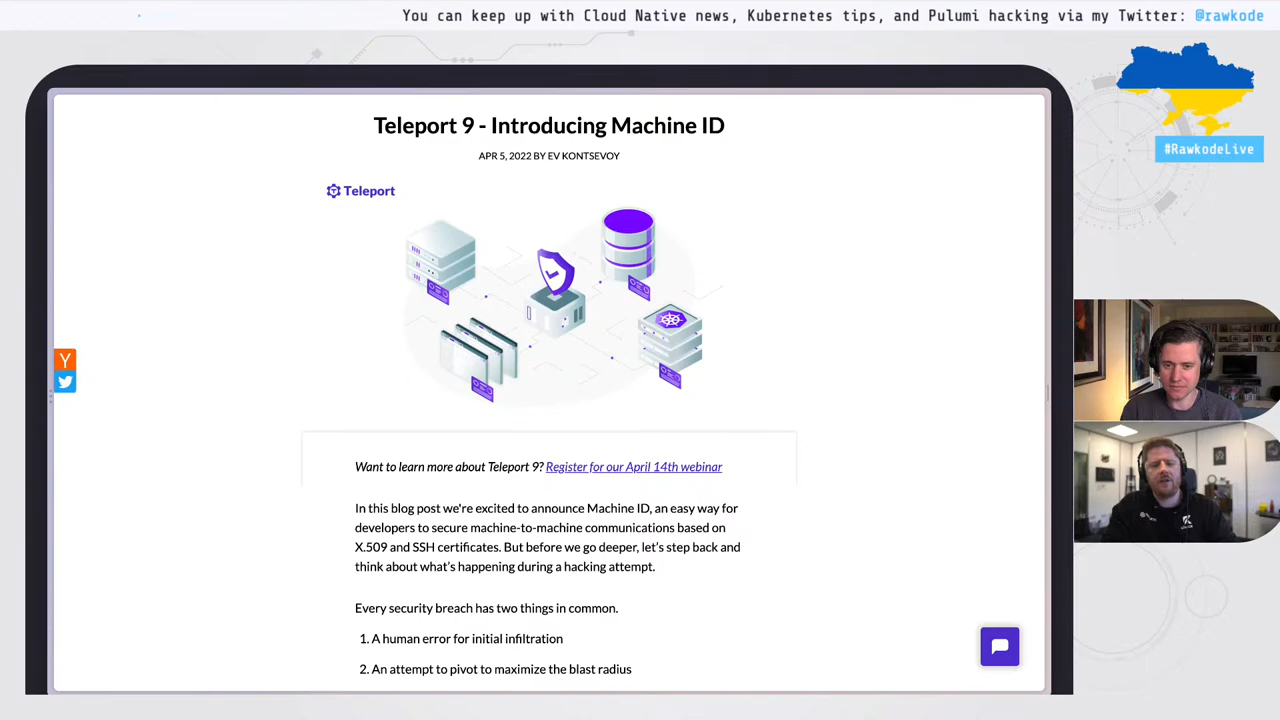 You can keep up with Cloud Native news, Kubernetes tips, and Pulumi hacking via my Twitter: @rawkode
#RawkodeLive
Teleport 9 - Introducing Machine ID
APR 5, 2022 BY EV KONTSEVOY
Teleport
Y
Want to learn more about Teleport 9? Register for our April 14th webinar
In this blog post we're excited to announce Machine ID, an easy way for
developers to secure machine-to-machine communications based on
X.509 and SSH certificates. But before we go deeper, let's step back and
think about what's happening during a hacking attempt.
Every security breach has two things in common.
1. A human error for initial infiltration
2. An attempt to pivot to maximize the blast radius